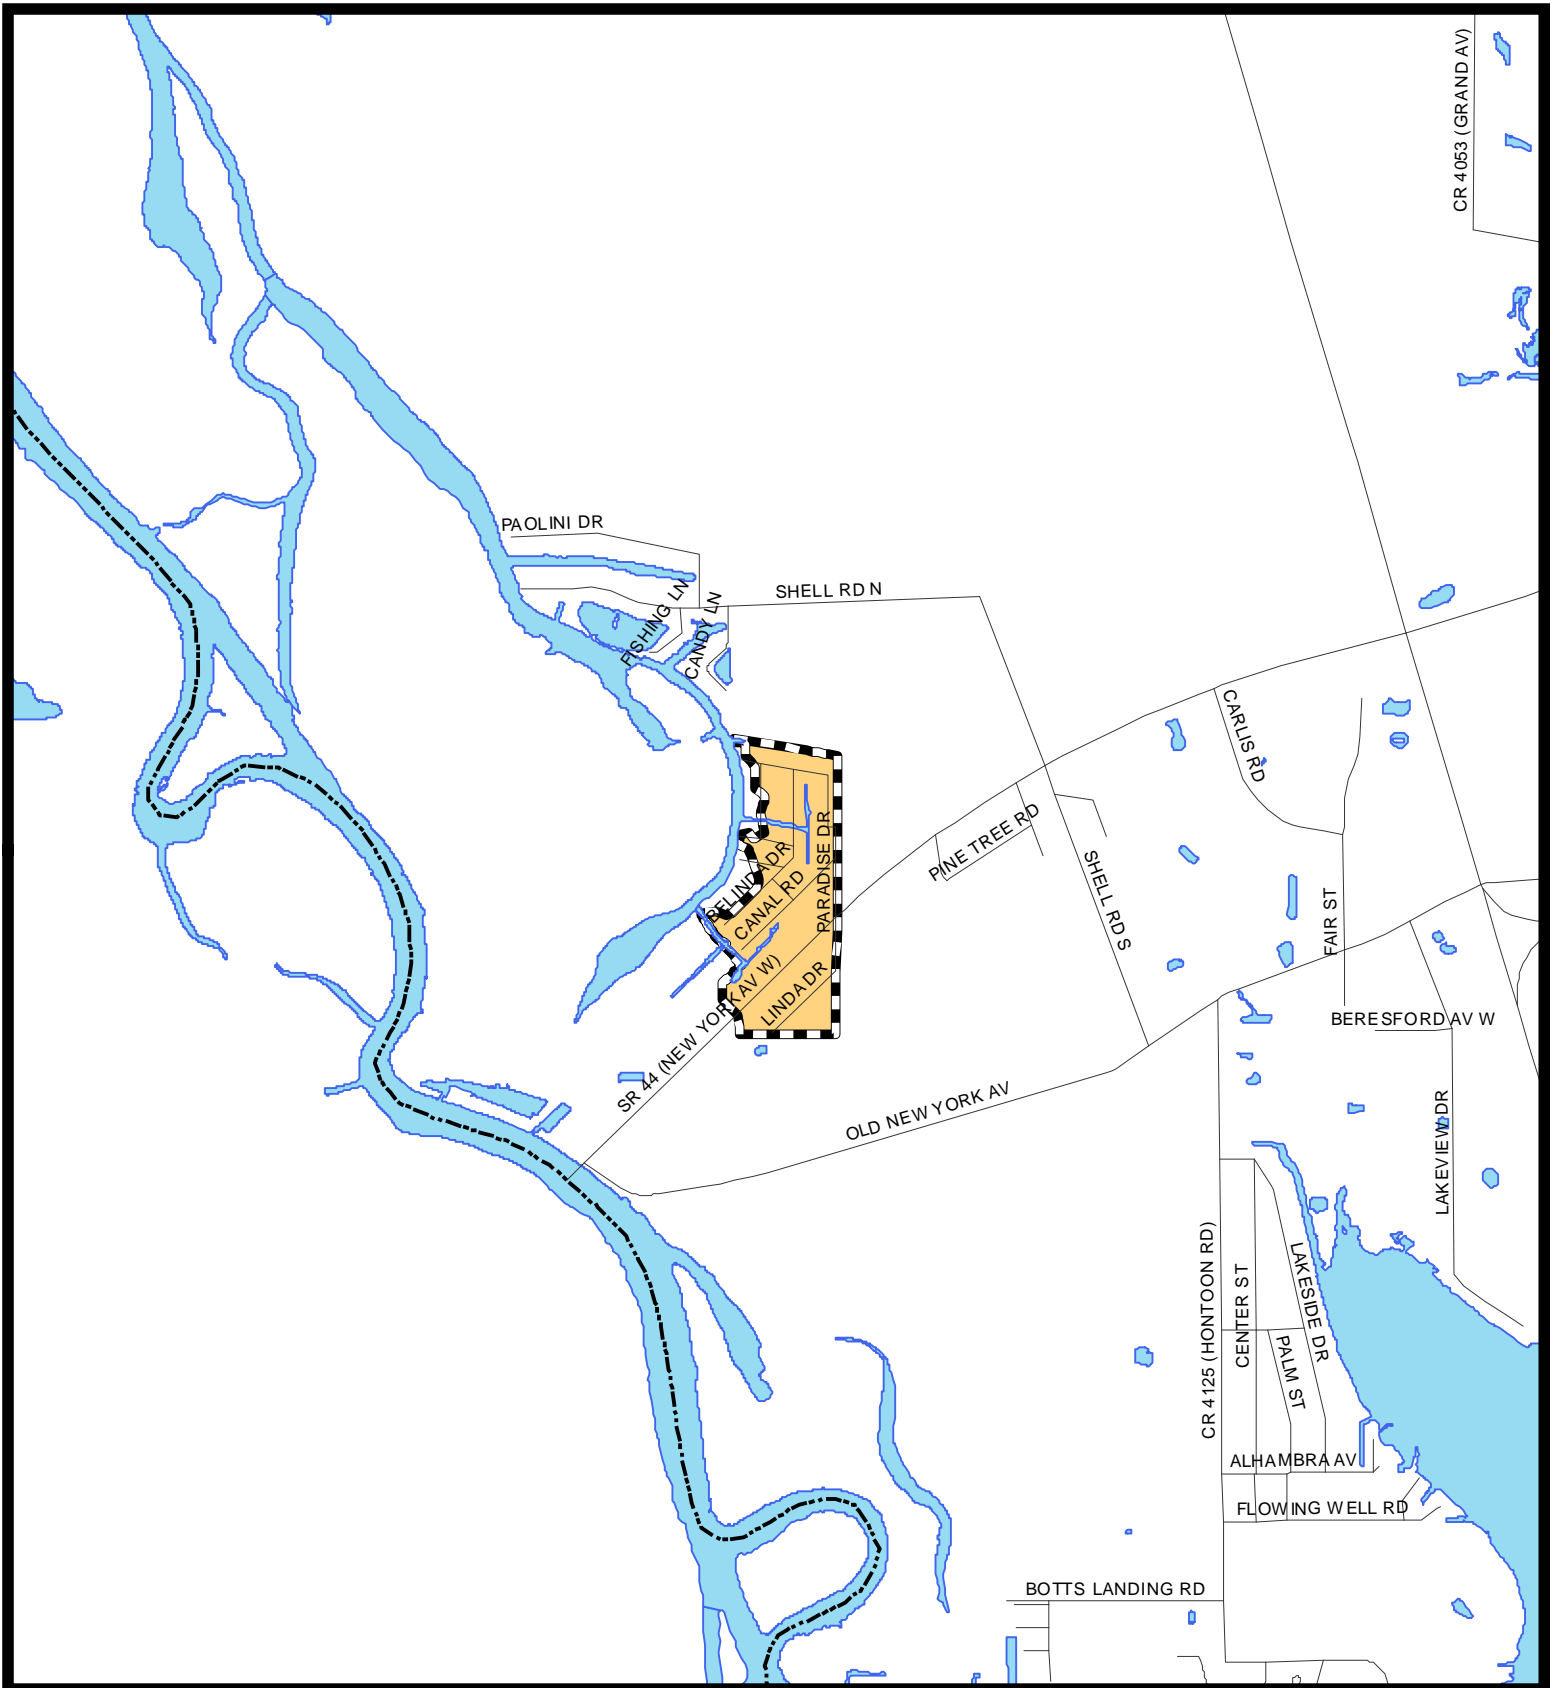 CR 4053 (GRAND AV)
PAOLINI DR
SHELL RD N
FISHING LN
CANDY LN
CARLIS RD
PINE TREE RD
PARADISE DR
BELINDA DR
CANAL RD
SHELL RD S
FAIR ST
LINDA DR
SR 44 (NEW YORK AV W)
BERESFORD AV W
OLD NEW YORK AV
LAKEVIEW DR
CR 4125 (HONTOON RD)
CENTER ST
LAKESIDE DR
PALM ST
ALHAMBRA AV
FLOWING WELL RD
BOTTS LANDING RD